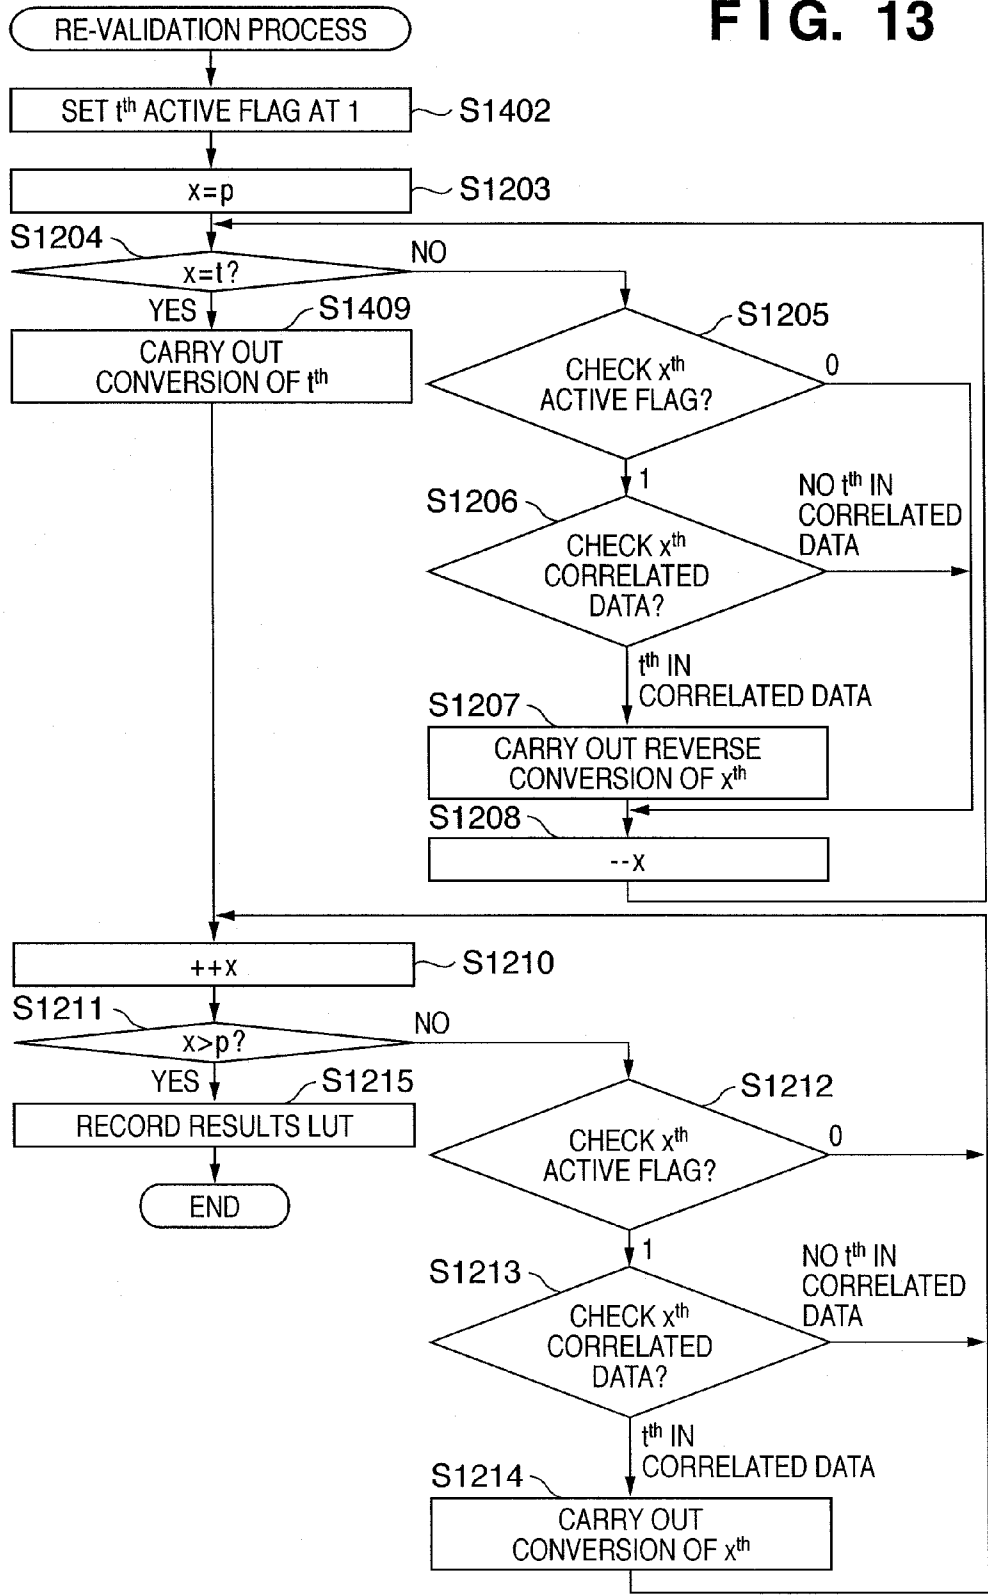 FIG. 13
RE-VALIDATION PROCESS
SET tth ACTIVE FLAG AT 1
S1402
x=p
S1203
S1204
x=t?
NO
YES
S1409
CARRY OUT
CONVERSION OF tth
S1205
CHECK xth
ACTIVE FLAG?
0
1
S1206
CHECK xth
CORRELATED
DATA?
NO tth IN
CORRELATED
DATA
tth IN
CORRELATED DATA
S1207
CARRY OUT REVERSE
CONVERSION OF xth
S1208
--x
++x
S1210
S1211
x>p?
NO
YES
S1215
RECORD RESULTS LUT
END
S1212
CHECK xth
ACTIVE FLAG?
0
1
S1213
CHECK xth
CORRELATED
DATA?
NO tth IN
CORRELATED
DATA
tth IN
CORRELATED DATA
S1214
CARRY OUT
CONVERSION OF xth